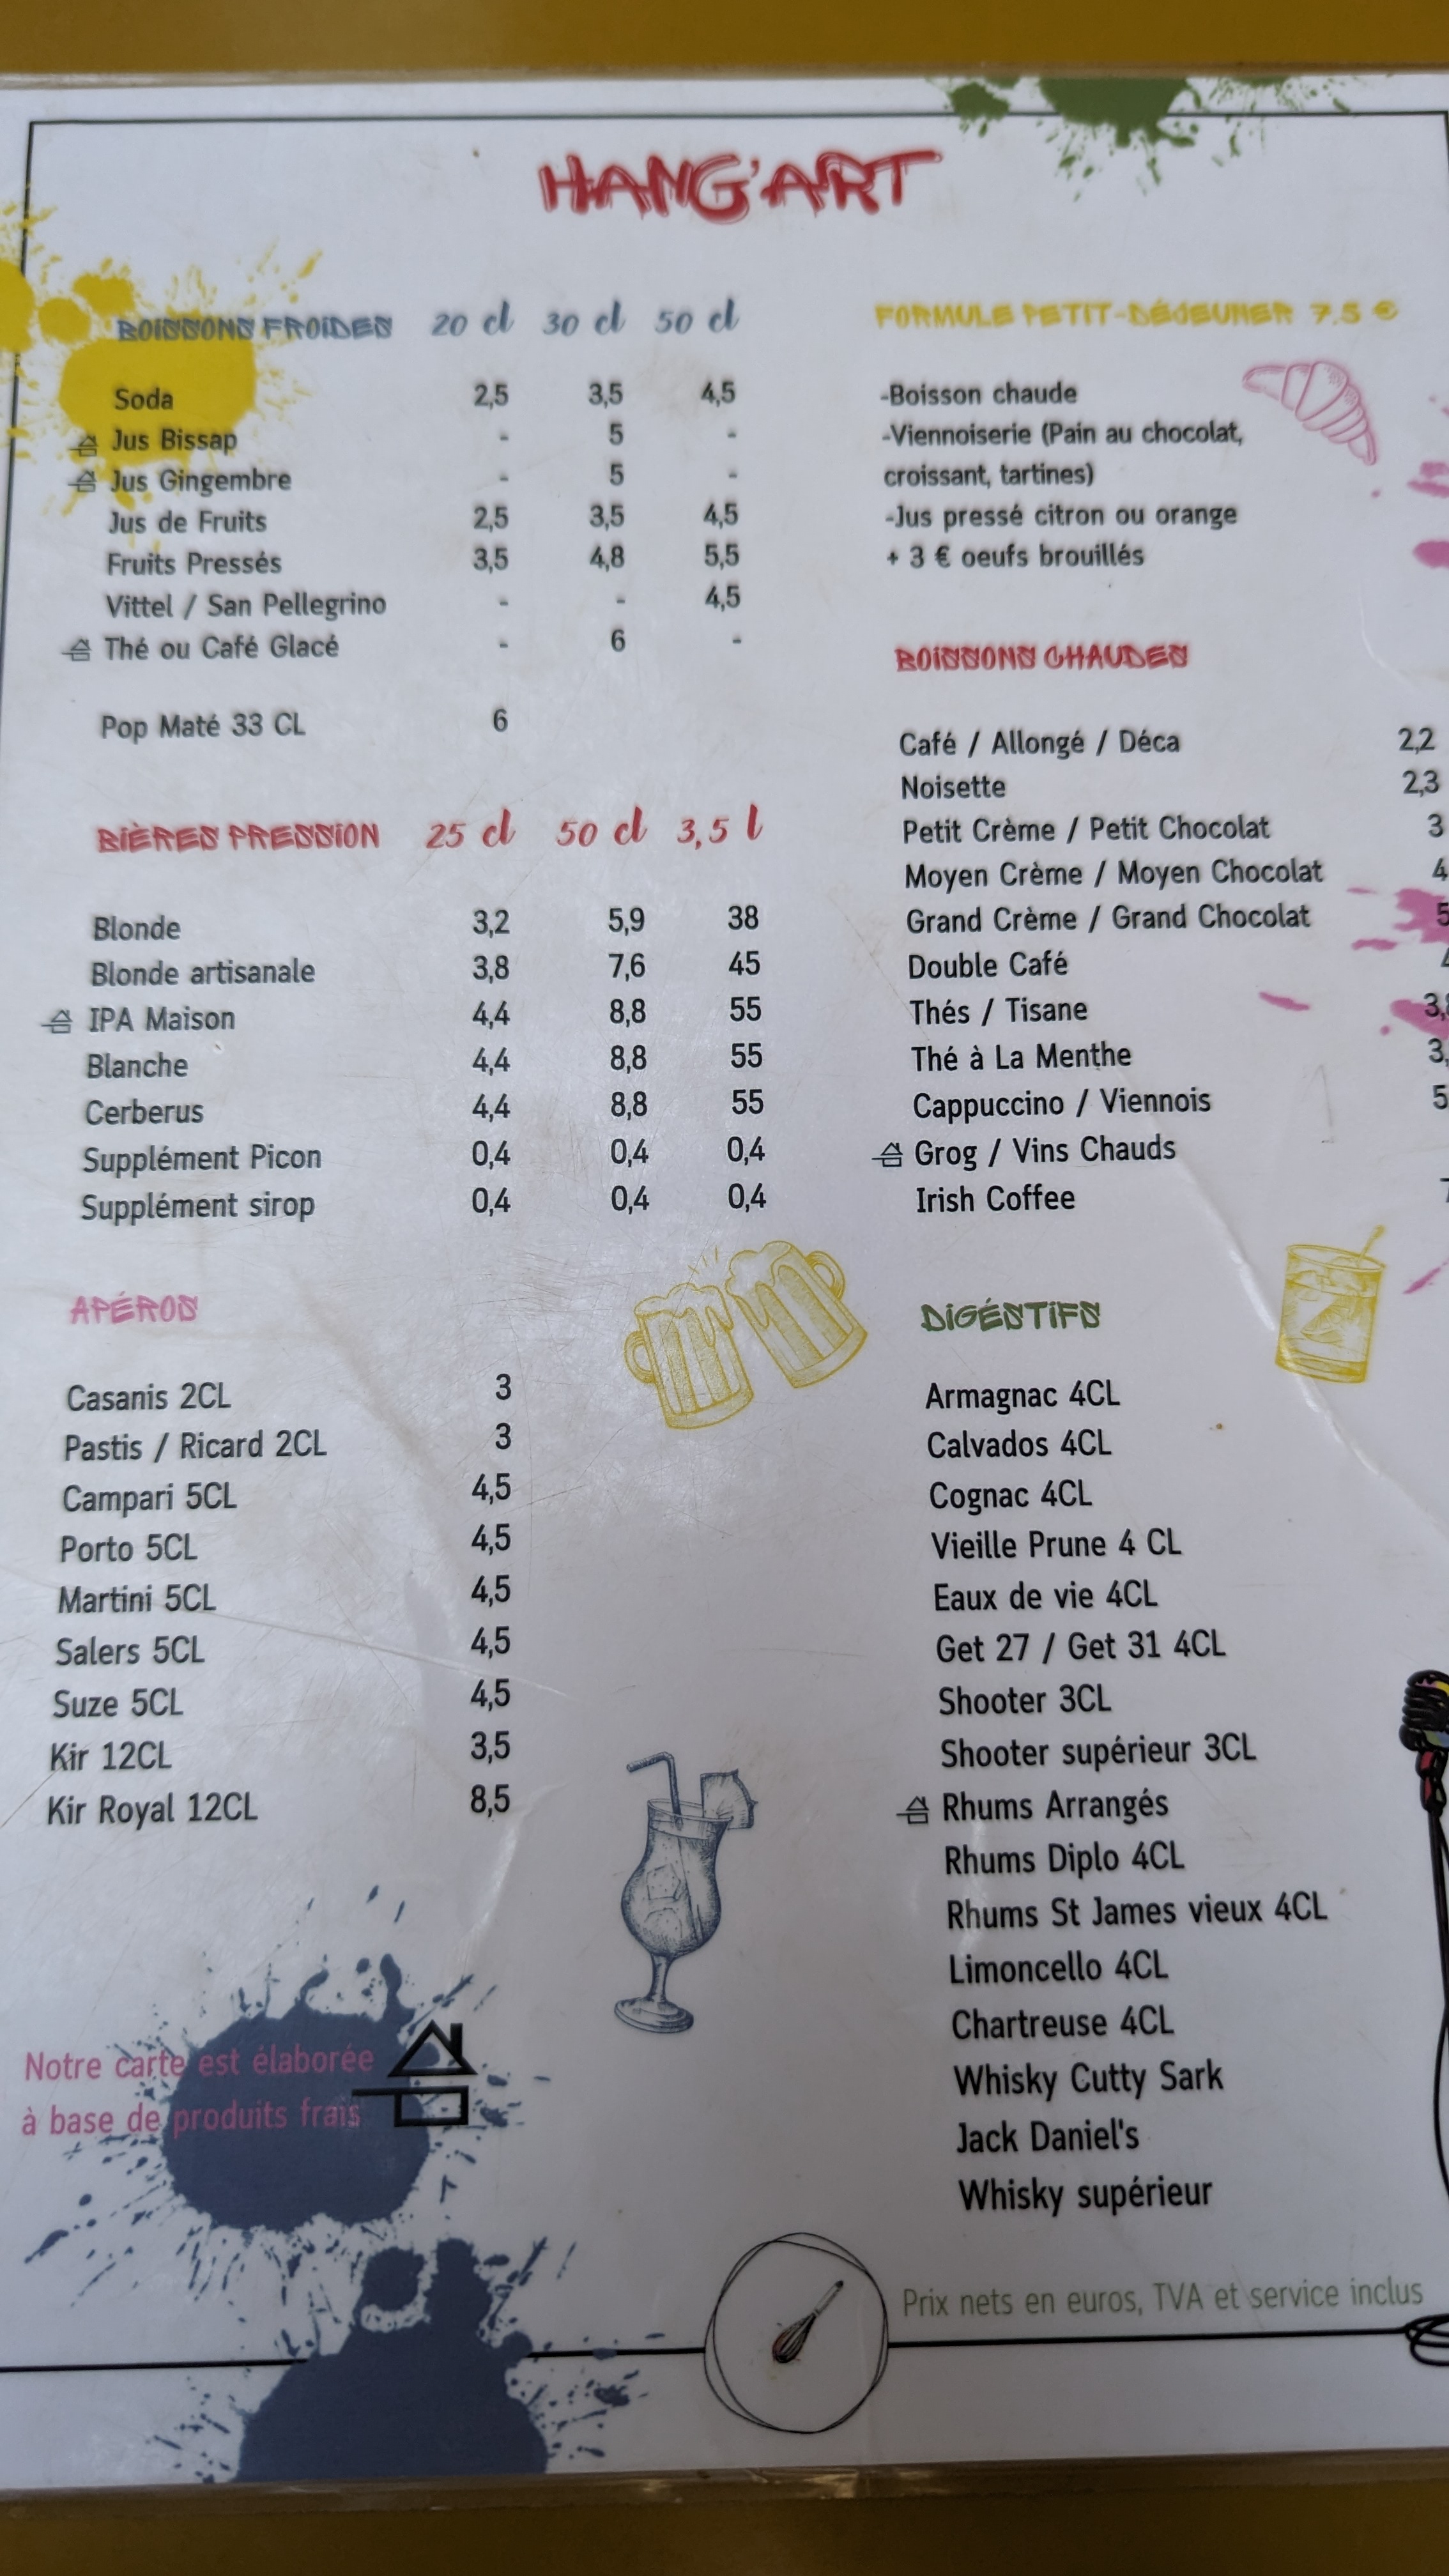 HANG'ART
BOISSONS FROIDES 20 cl 30 cl 50 cl
Soda 2,5 3,5 4,5
Jus Bissap - 5 -
Jus Gingembre - 5 -
Jus de Fruits 2,5 3,5 4,5
Fruits Pressés 3,5 4,8 5,5
Vittel / San Pellegrino - - 4,5
Thé ou Café Glacé - 6 -
Pop Maté 33 CL 6
BIÈRES PRESSION 25 cl 50 cl 3,5 l
Blonde 3,2 5,9 38
Blonde artisanale 3,8 7,6 45
IPA Maison 4,4 8,8 55
Blanche 4,4 8,8 55
Cerberus 4,4 8,8 55
Supplément Picon 0,4 0,4 0,4
Supplément sirop 0,4 0,4 0,4
APÉROS
Casanis 2CL 3
Pastis / Ricard 2CL 3
Campari 5CL 4,5
Porto 5CL 4,5
Martini 5CL 4,5
Salers 5CL 4,5
Suze 5CL 4,5
Kir 12CL 3,5
Kir Royal 12CL 8,5
Notre carte est élaborée
à base de produits frais
FORMULE PETIT-DÉJEUNER 7.5 €
-Boisson chaude
-Viennoiserie (Pain au chocolat,
croissant, tartines)
-Jus pressé citron ou orange
+ 3 € oeufs brouillés
BOISSONS CHAUDES
Café / Allongé / Déca 2,2
Noisette 2,3
Petit Crème / Petit Chocolat 3
Moyen Crème / Moyen Chocolat 4
Grand Crème / Grand Chocolat 5
Double Café
Thés / Tisane 3,
Thé à La Menthe 3,
Cappuccino / Viennois 5
Grog / Vins Chauds
Irish Coffee
DIGÉSTIFS
Armagnac 4CL
Calvados 4CL
Cognac 4CL
Vieille Prune 4 CL
Eaux de vie 4CL
Get 27 / Get 31 4CL
Shooter 3CL
Shooter supérieur 3CL
Rhums Arrangés
Rhums Diplo 4CL
Rhums St James vieux 4CL
Limoncello 4CL
Chartreuse 4CL
Whisky Cutty Sark
Jack Daniel's
Whisky supérieur
Prix nets en euros, TVA et service inclus